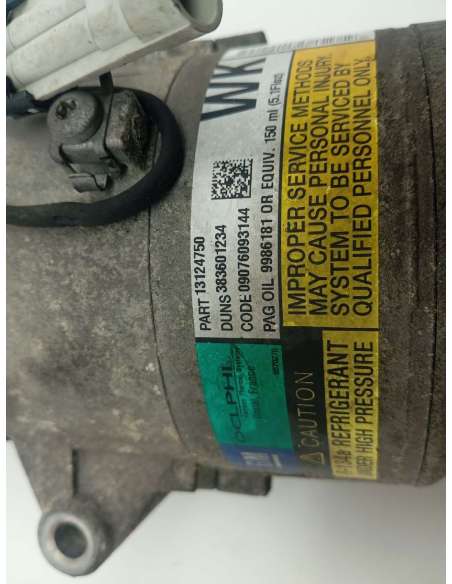 WK
PART 13124750
DUNS 383601234
CODE 09076093144
PAG OIL 9986181 OR EQUIV. 150 ml (5.1Floz)
DELPHI
IMPROPER SERVICE METHODS
MAY CAUSE PERSONAL INJURY.
SYSTEM TO BE SERVICED BY
QUALIFIED PERSONNEL ONLY.
⚠ CAUTION
R134a REFRIGERANT
UNDER HIGH PRESSURE